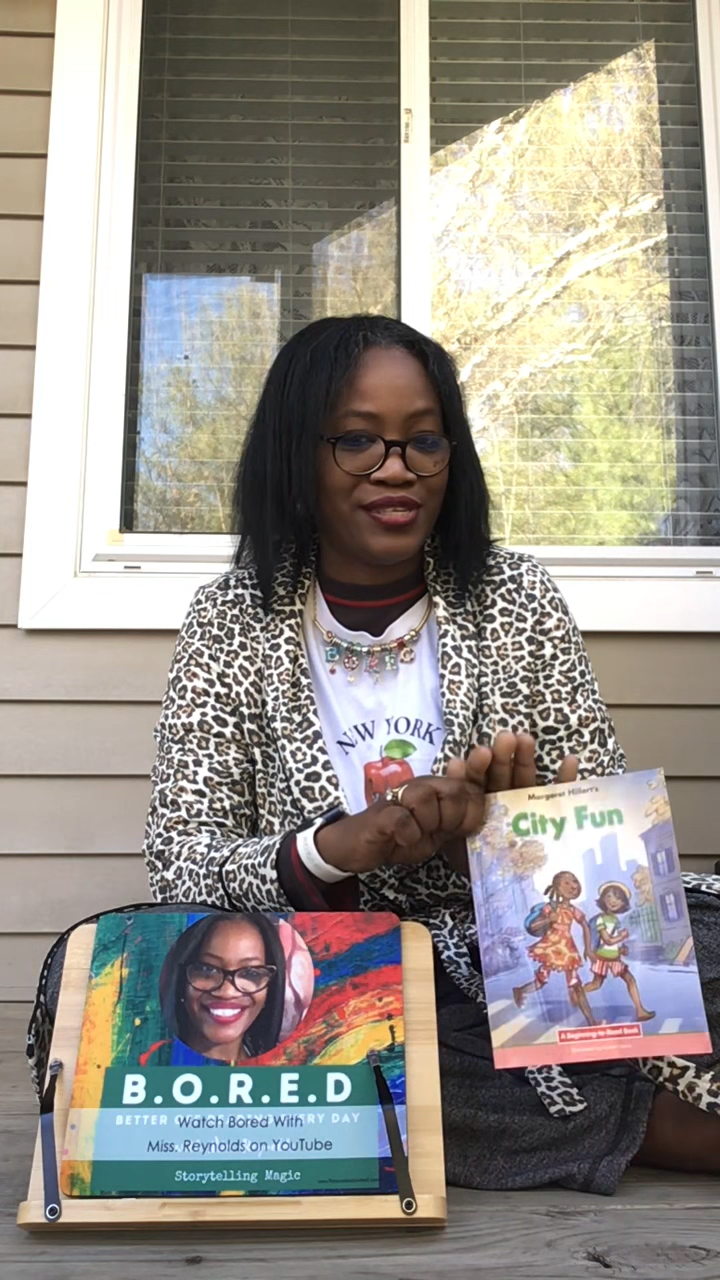 NEW YORK
Margaret Hillert's
City Fun
A Beginning-to-Read Book
B.O.R.E.D
Watch Bored With
Miss. Reynolds on YouTube
Storytelling Magic